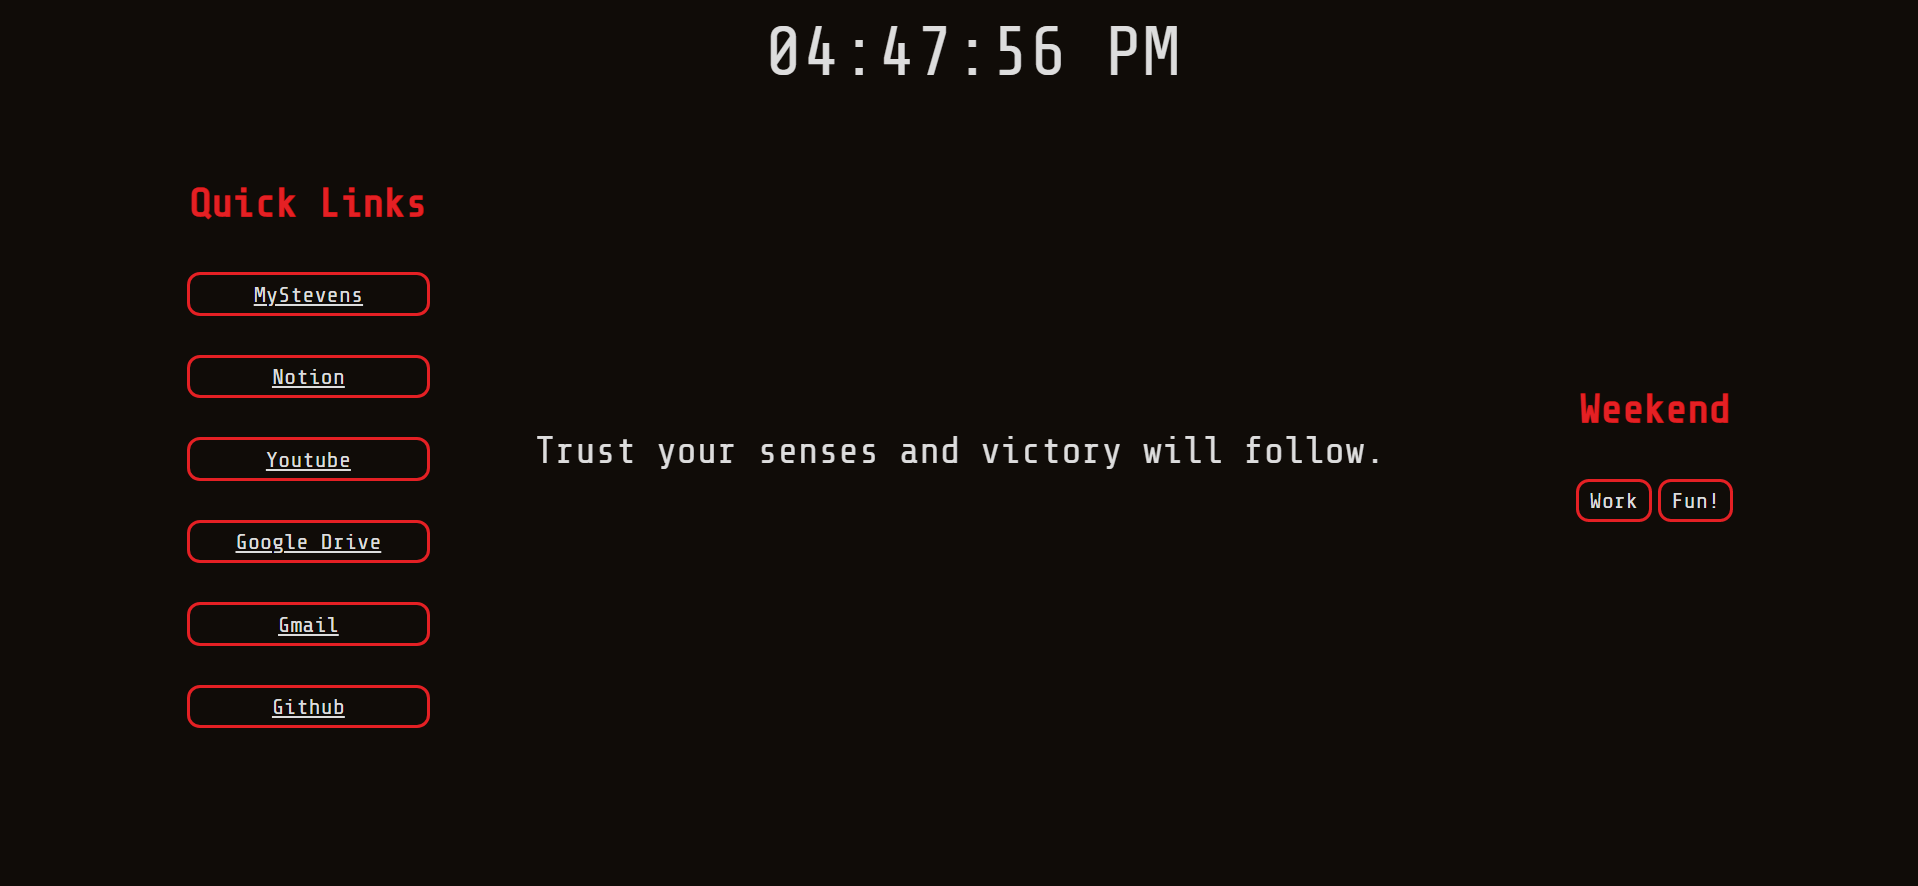 04:47:56 PM
Quick Links
MyStevens
Notion
Youtube
Google Drive
Gmail
Github
Trust your senses and victory will follow.
Weekend
Work
Fun!